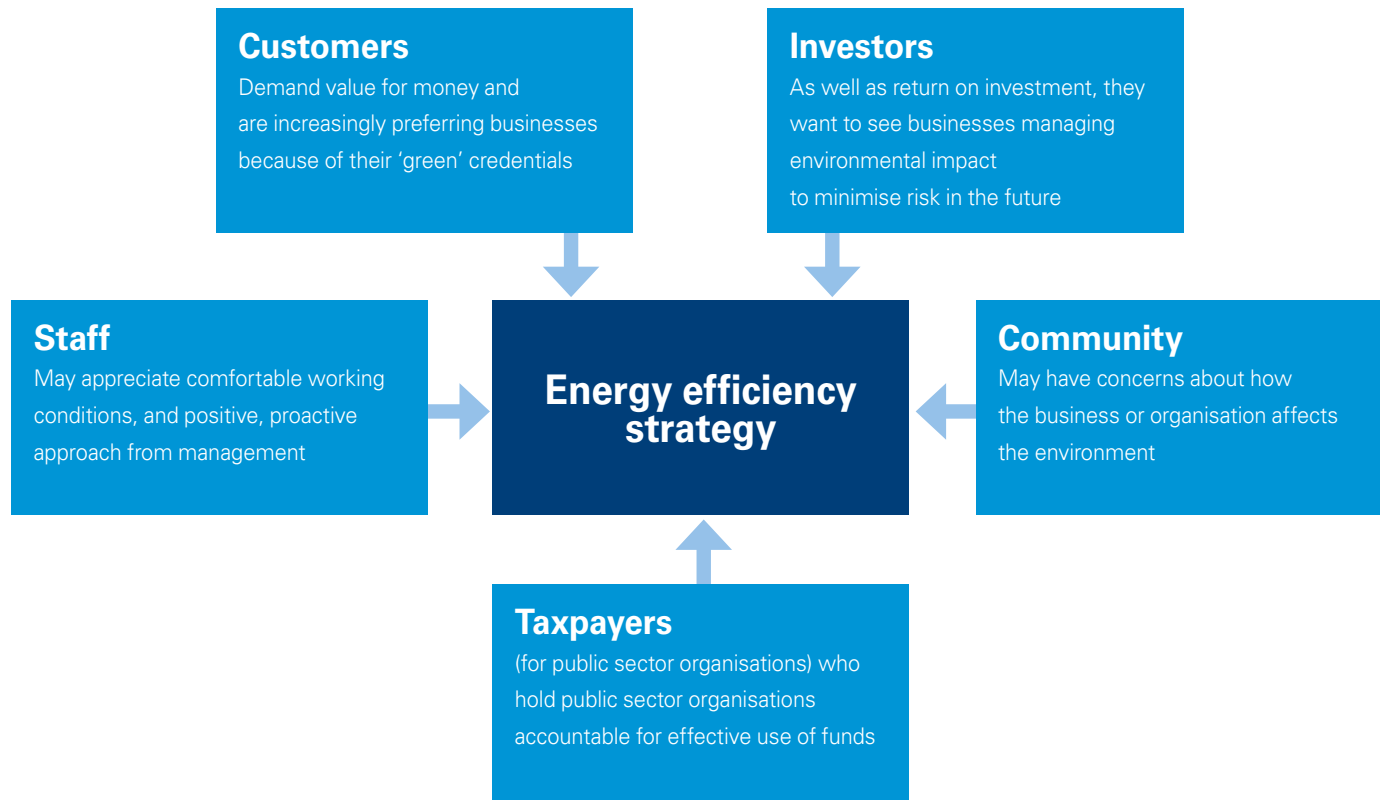 Customers
Demand value for money and
are increasingly preferring businesses
because of their ‘green’ credentials
Investors
As well as return on investment, they
want to see businesses managing
environmental impact
to minimise risk in the future
Staff
May appreciate comfortable working
conditions, and positive, proactive
approach from management
Energy efficiency
strategy
Community
May have concerns about how
the business or organisation affects
the environment
Taxpayers
(for public sector organisations) who
hold public sector organisations
accountable for effective use of funds